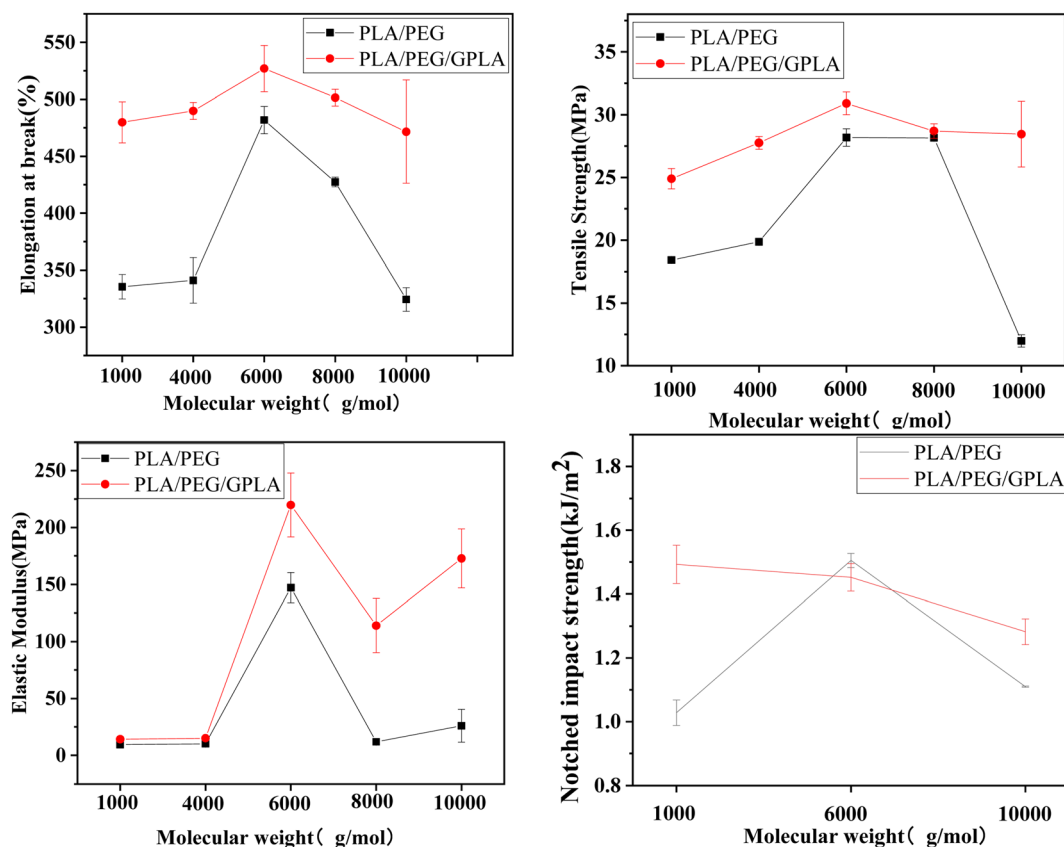 PLA/PEG
PLA/PEG/GPLA
Elongation at break(%)
550
500
450
400
350
300
1000 4000 6000 8000 10000
Molecular weight( g/mol)
PLA/PEG
PLA/PEG/GPLA
Tensile Strength(MPa)
35
30
25
20
15
10
1000 4000 6000 8000 10000
Molecular weight( g/mol)
PLA/PEG
PLA/PEG/GPLA
Elastic Modulus(MPa)
250
200
150
100
50
0
1000 4000 6000 8000 10000
Molecular weight( g/mol)
PLA/PEG
PLA/PEG/GPLA
Notched impact strength(kJ/m²)
1.8
1.6
1.4
1.2
1.0
0.8
1000 6000 10000
Molecular weight( g/mol)